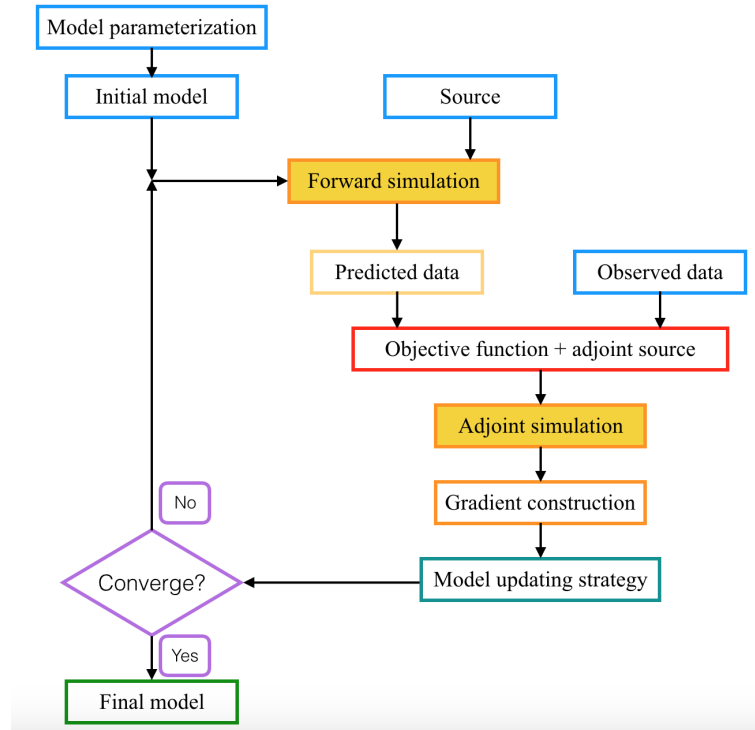 Model parameterization
Initial model
Source
Forward simulation
Predicted data
Observed data
Objective function + adjoint source
Adjoint simulation
Gradient construction
No
Converge?
Model updating strategy
Yes
Final model